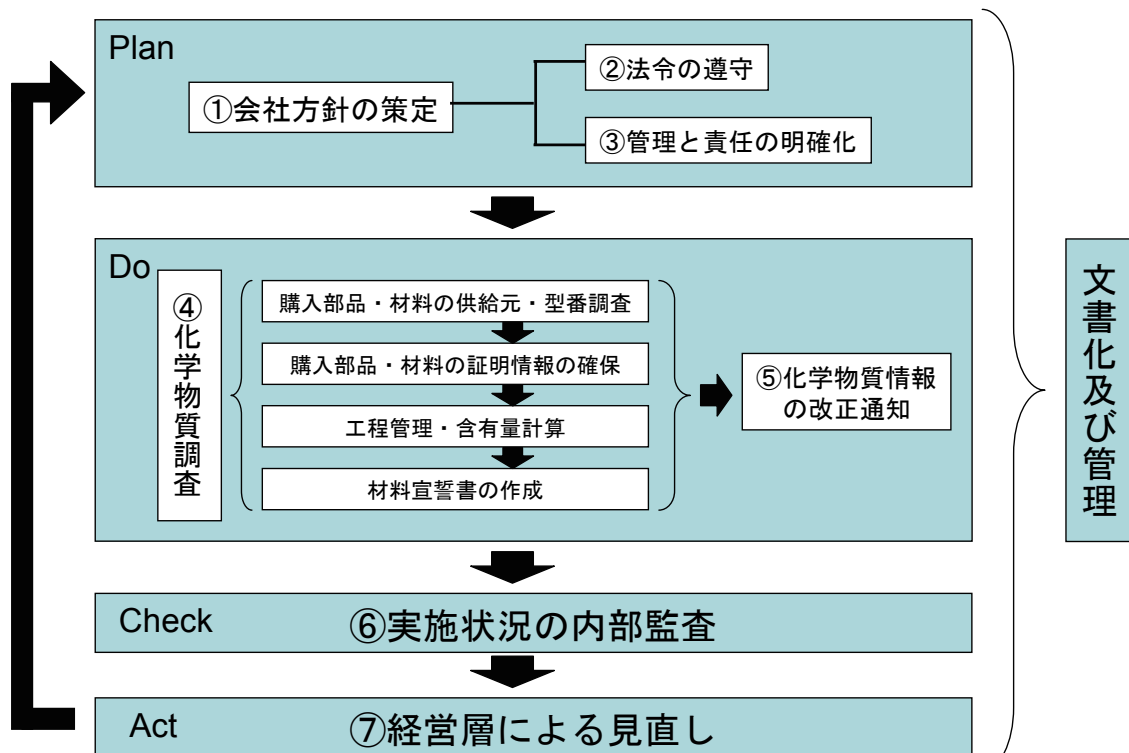 Plan
①会社方針の策定
②法令の遵守
③管理と責任の明確化
Do
④化学物質調査
購入部品・材料の供給元・型番調査
購入部品・材料の証明情報の確保
工程管理・含有量計算
材料宣誓書の作成
⑤化学物質情報
の改正通知
Check
⑥実施状況の内部監査
Act
⑦経営層による見直し
文書化及び管理